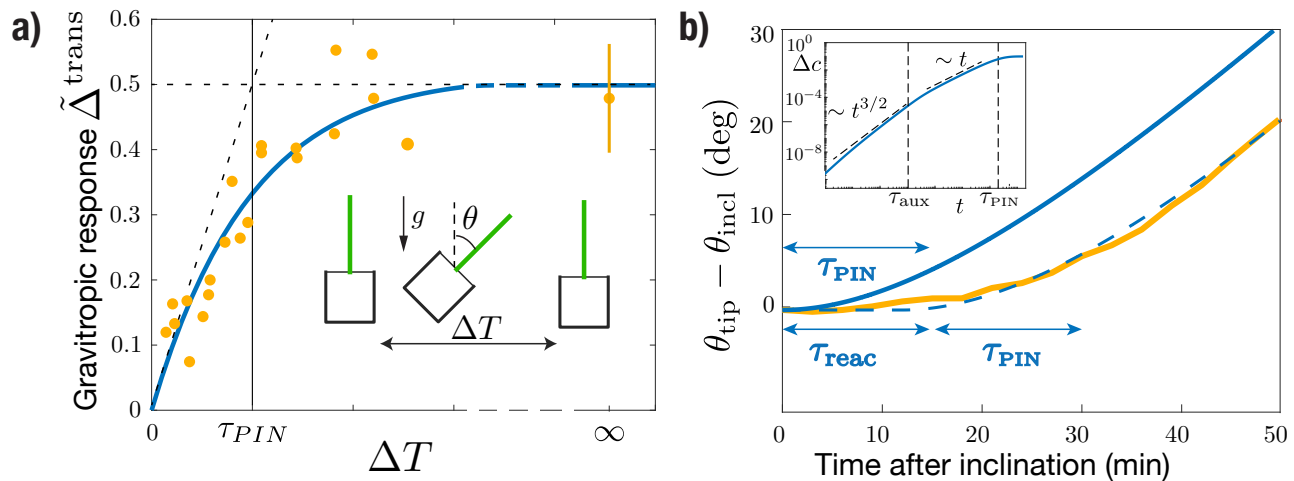 a)
Gravitropic response Δ̃^trans
0.6
0.5
0.4
0.3
0.2
0.1
0
g
θ
ΔT
0
τ_PIN
∞
ΔT
b)
θ_tip − θ_incl (deg)
30
20
10
0
10^0
Δc
10^-4
10^-8
∼ t
∼ t^3/2
τ_aux
t
τ_PIN
τ_PIN
τ_reac
τ_PIN
0
10
20
30
40
50
Time after inclination (min)